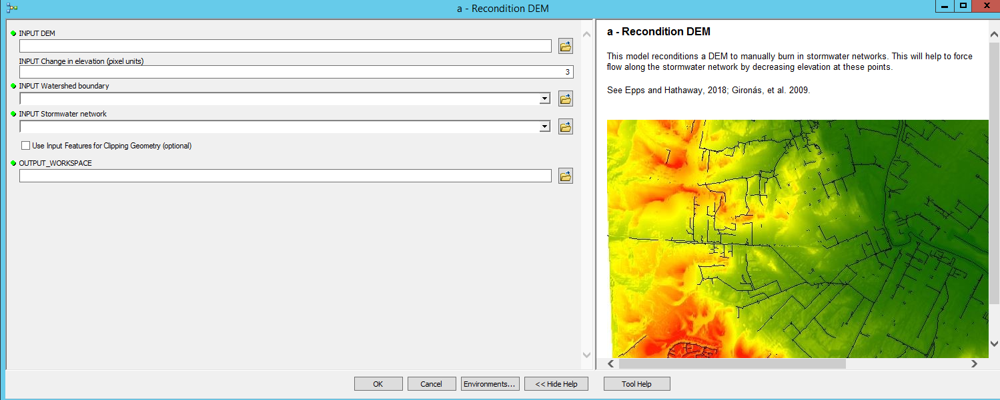 a - Recondition DEM
INPUT DEM
INPUT Change in elevation (pixel units)
3
INPUT Watershed boundary
INPUT Stormwater network
Use Input Features for Clipping Geometry (optional)
OUTPUT_WORKSPACE
a - Recondition DEM
This model reconditions a DEM to manually burn in stormwater networks. This will help to force
flow along the stormwater network by decreasing elevation at these points.
See Epps and Hathaway, 2018; Gironás, et al. 2009.
OK
Cancel
Environments...
<< Hide Help
Tool Help